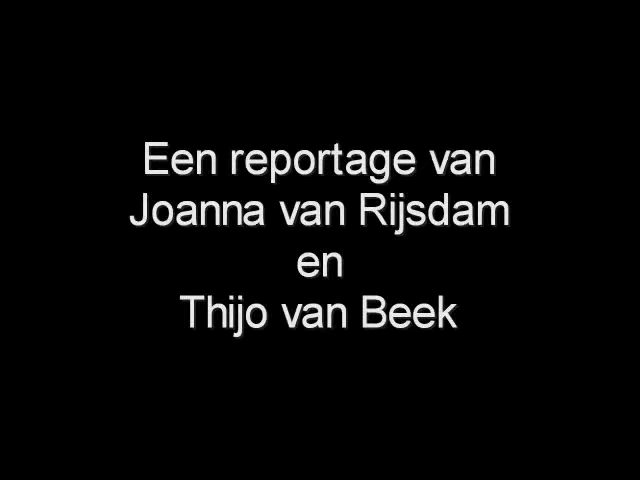 Een reportage van
Joanna van Rijsdam
en
Thijo van Beek